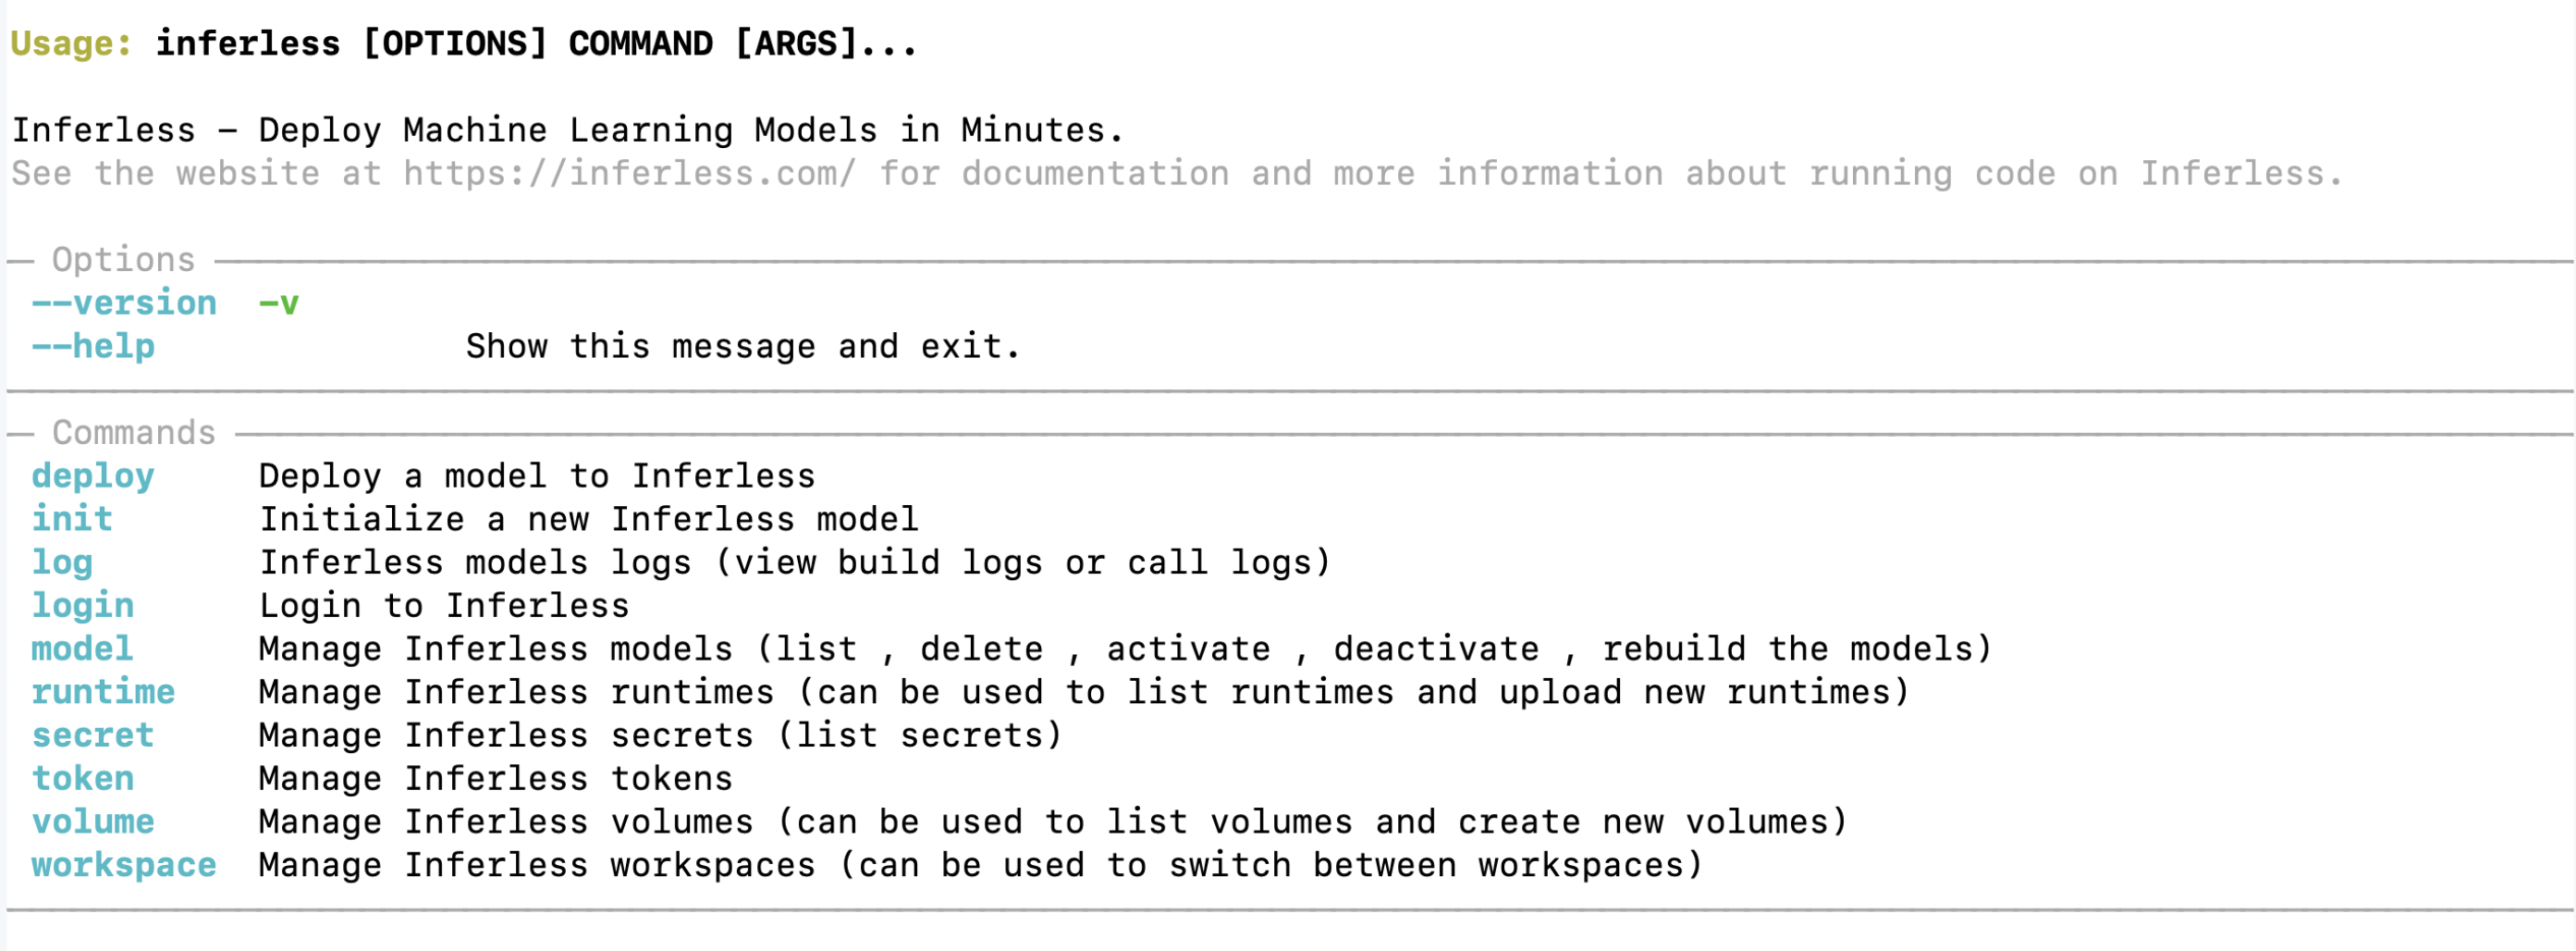 Usage: inferless [OPTIONS] COMMAND [ARGS]...
Inferless – Deploy Machine Learning Models in Minutes.
See the website at https://inferless.com/ for documentation and more information about running code on Inferless.
Options
--version -v
--help Show this message and exit.
Commands
deploy Deploy a model to Inferless
init Initialize a new Inferless model
log Inferless models logs (view build logs or call logs)
login Login to Inferless
model Manage Inferless models (list , delete , activate , deactivate , rebuild the models)
runtime Manage Inferless runtimes (can be used to list runtimes and upload new runtimes)
secret Manage Inferless secrets (list secrets)
token Manage Inferless tokens
volume Manage Inferless volumes (can be used to list volumes and create new volumes)
workspace Manage Inferless workspaces (can be used to switch between workspaces)